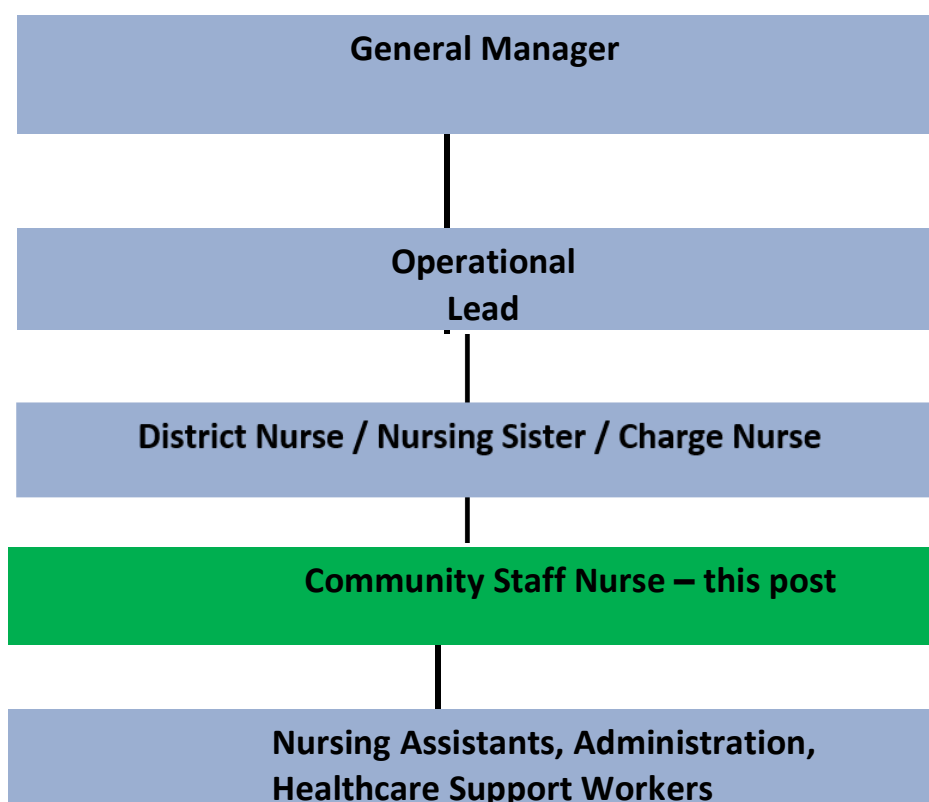 General Manager
Operational
Lead
District Nurse / Nursing Sister / Charge Nurse
Community Staff Nurse – this post
Nursing Assistants, Administration,
Healthcare Support Workers